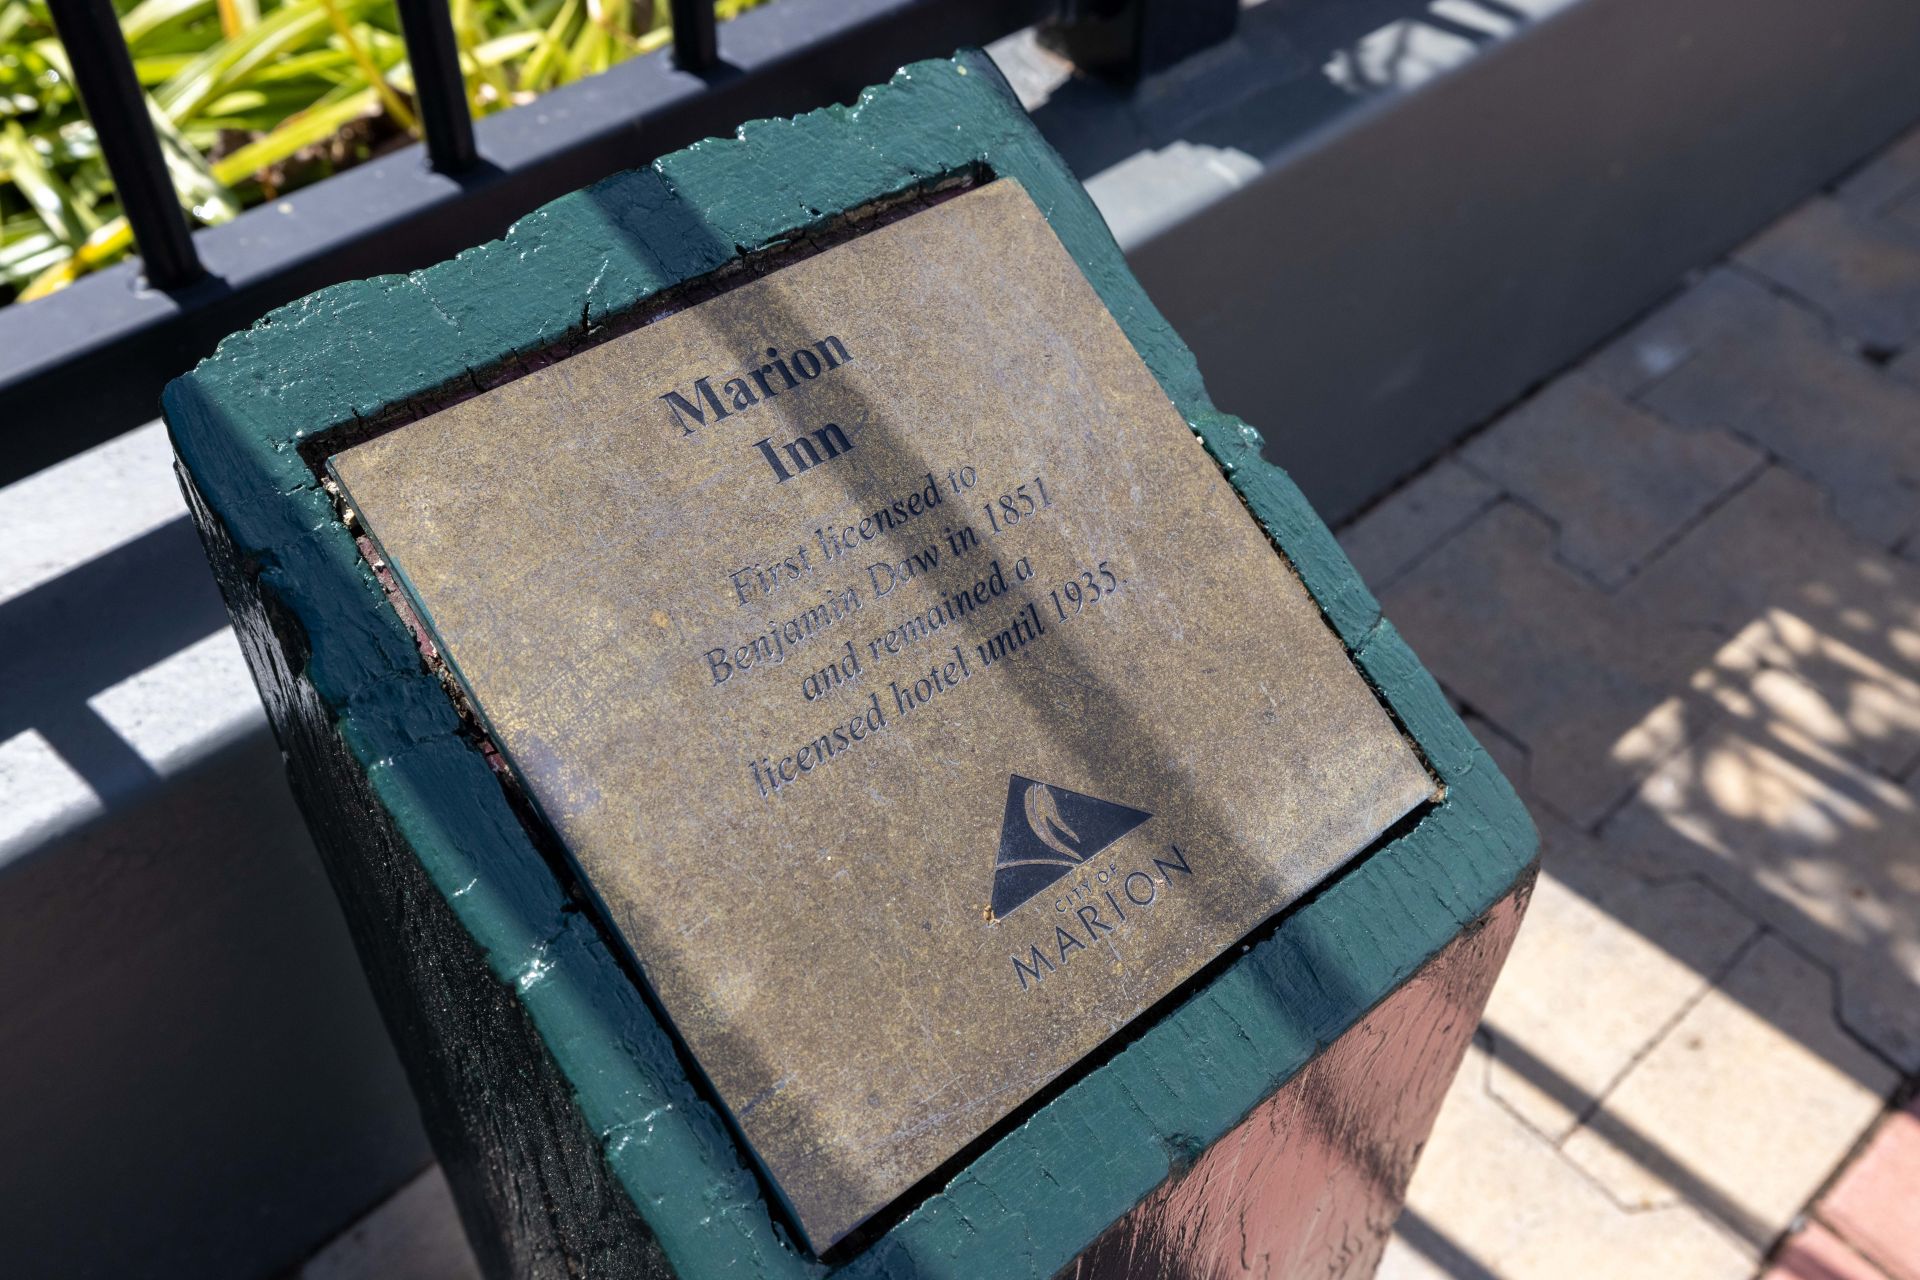 Marion
Inn
First licensed to
Benjamin Daw in 1851
and remained a
licensed hotel until 1935.
CITY OF
MARION